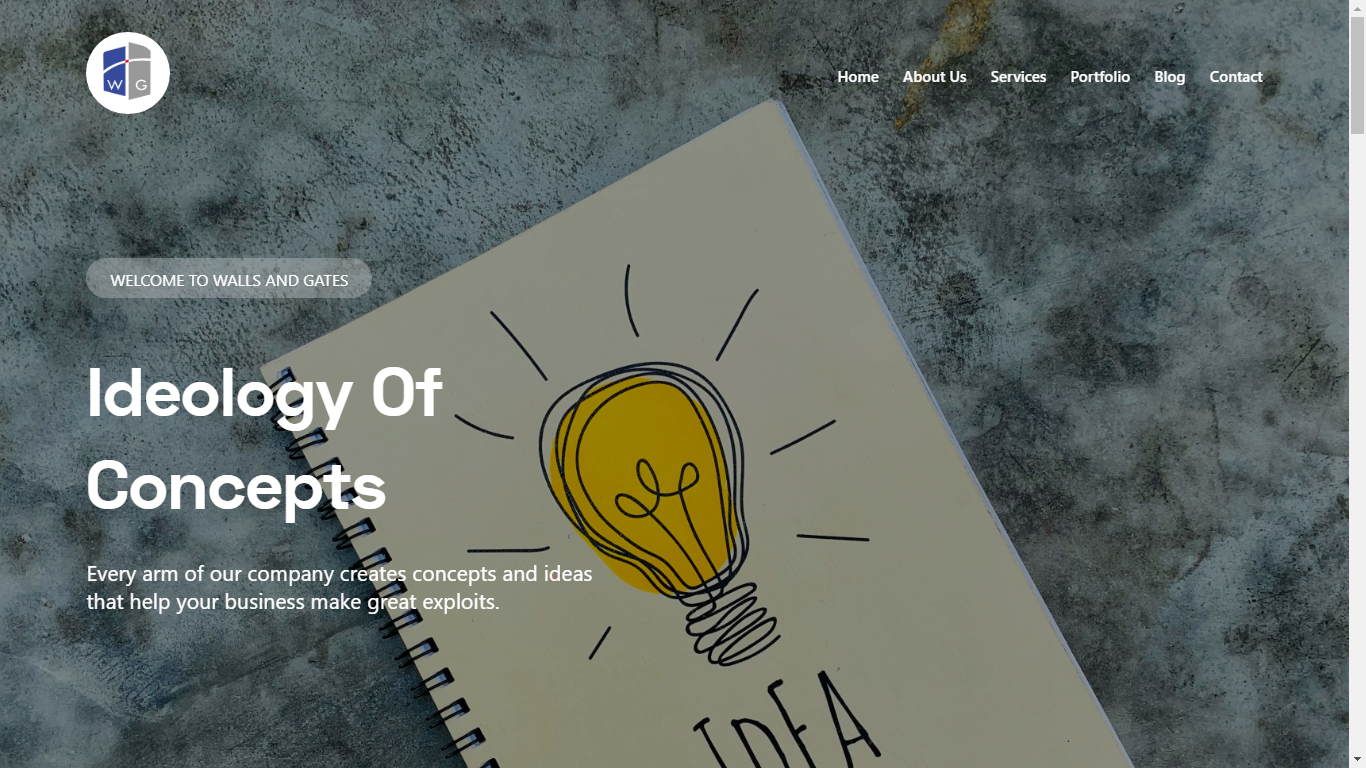 W G
Home About Us Services Portfolio Blog Contact
WELCOME TO WALLS AND GATES
Ideology Of
Concepts
Every arm of our company creates concepts and ideas
that help your business make great exploits.
IDEA